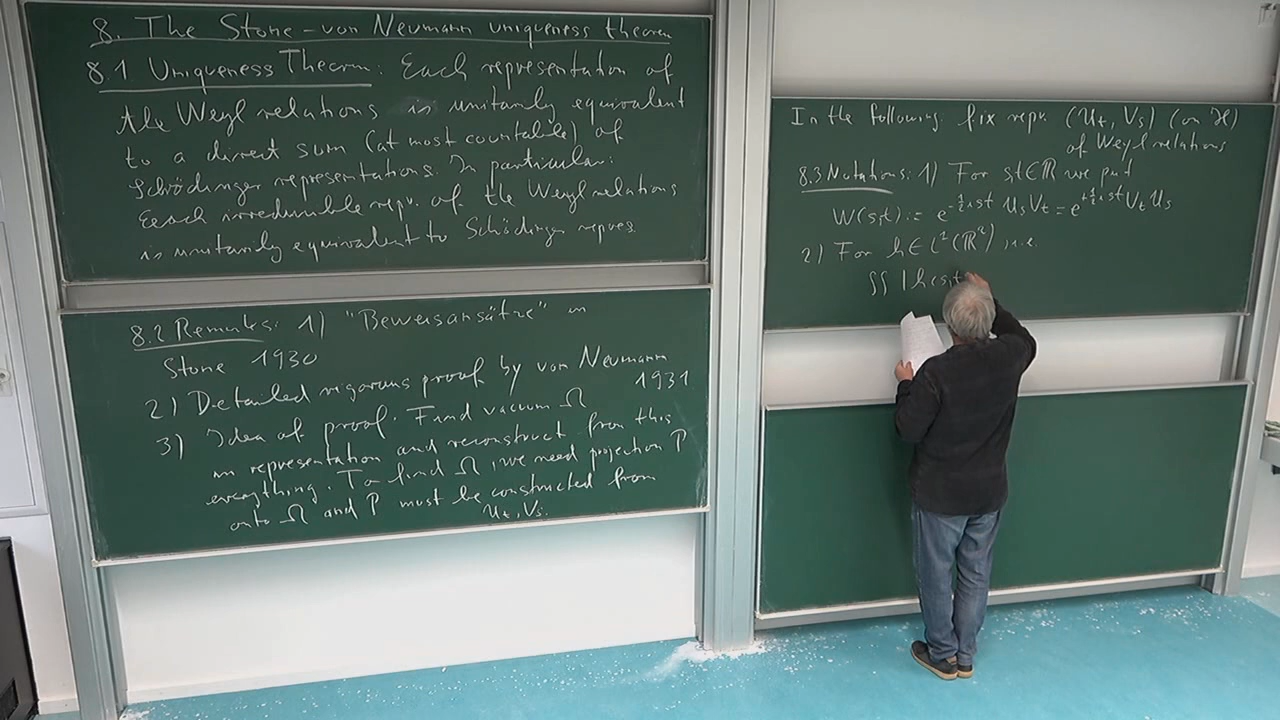 8. The Stone-von Neumann uniqueness theorem
8.1 Uniqueness Theorem: Each representation of
the Weyl relations is unitarily equivalent
to a direct sum (at most countable) of
Schrödinger representations. In particular:
Each irreducible repr. of the Weyl relations
is unitarily equivalent to Schrödinger repres.
8.2 Remarks: 1) "Beweisansätze" in
Stone 1930
2) Detailed rigorous proof by von Neumann
1931
3) Idea of proof. Find vacuum Ω
in representation and reconstruct from this
everything. To find Ω, we need projection P
onto Ω and P must be constructed from
U_t, V_s.
In the following: fix repr. (U_t, V_s) (on ℋ)
of Weyl relations
8.3 Notations: 1) For s,t∈ℝ we put
W(s,t) := e^{-½ i st} U_s V_t = e^{+½ i st} V_t U_s
2) For h ∈ L¹(ℝ²), i.e.
∫∫ |h(s,t